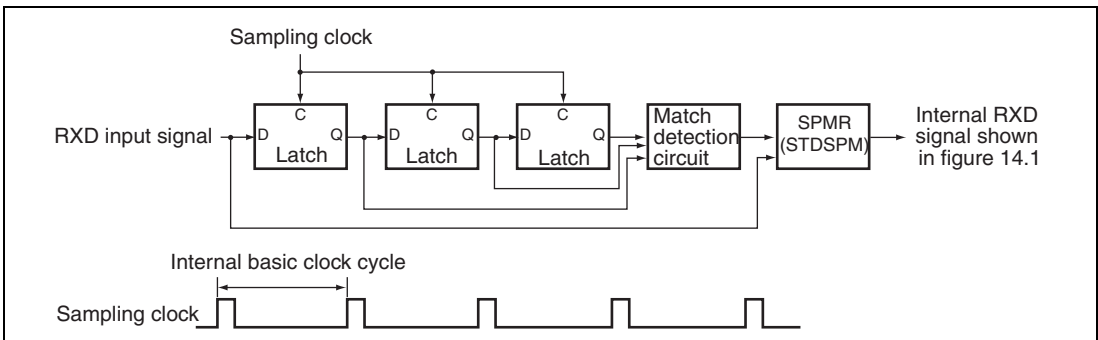 Sampling clock
C
C
C
RXD input signal
D
Q
Latch
D
Q
Latch
D
Q
Latch
Match
detection
circuit
SPMR
(STDSPM)
Internal RXD
signal shown
in figure 14.1
Internal basic clock cycle
Sampling clock